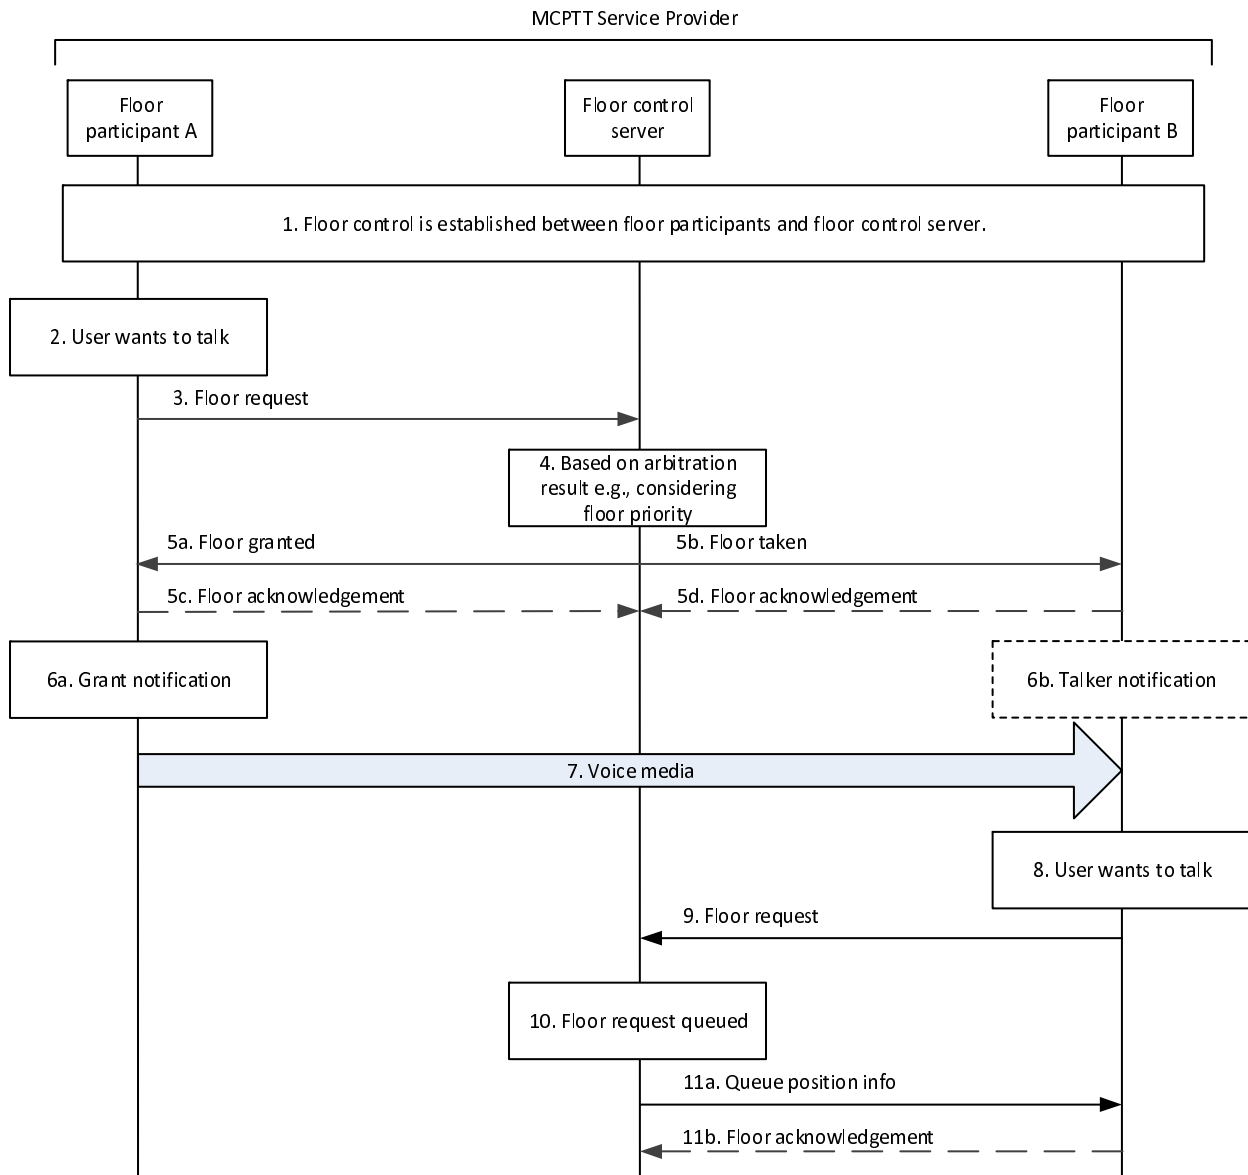 MCPTT Service Provider
Floor
participant A
Floor control
server
Floor
participant B
1. Floor control is established between floor participants and floor control server.
2. User wants to talk
3. Floor request
4. Based on arbitration
result e.g., considering
floor priority
5a. Floor granted
5b. Floor taken
5c. Floor acknowledgement
5d. Floor acknowledgement
6a. Grant notification
6b. Talker notification
7. Voice media
8. User wants to talk
9. Floor request
10. Floor request queued
11a. Queue position info
11b. Floor acknowledgement